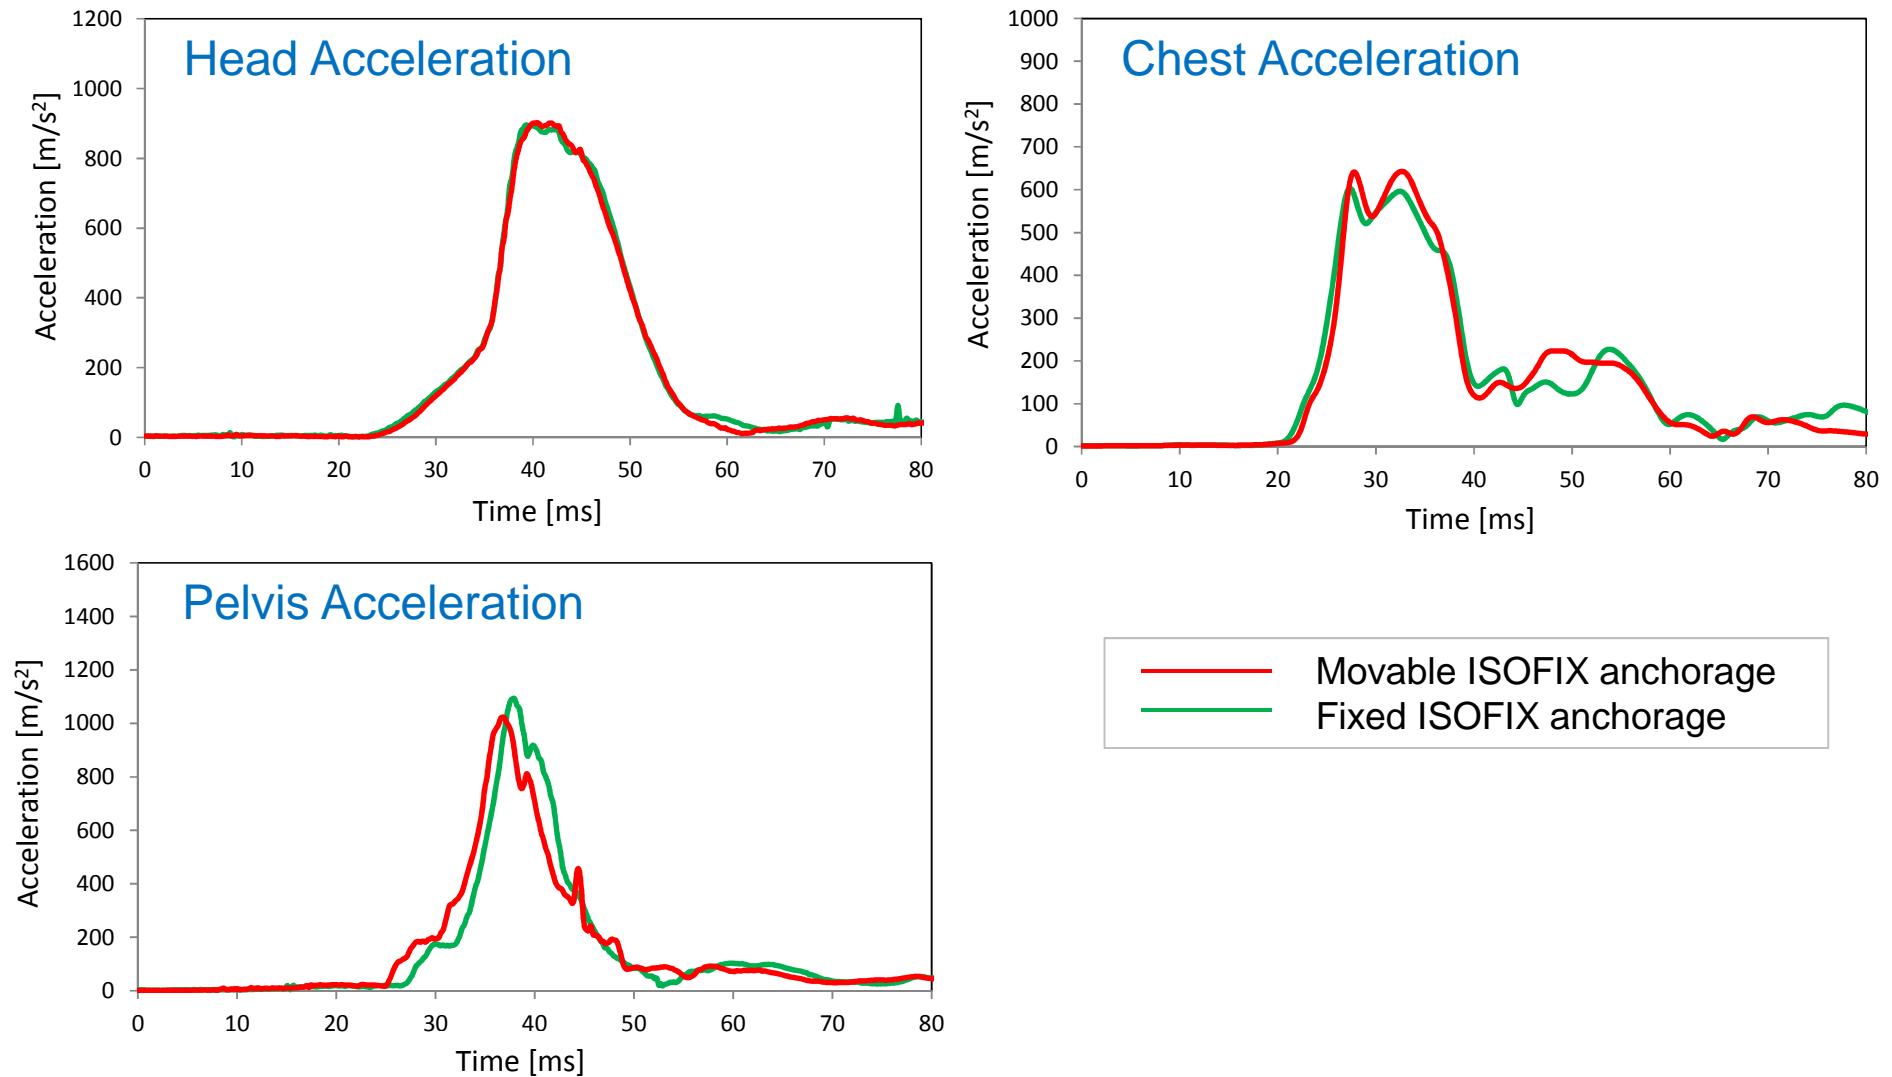 Head Acceleration
Acceleration [m/s²]
1200
1000
800
600
400
200
0
0 10 20 30 40 50 60 70 80
Time [ms]
Chest Acceleration
Acceleration [m/s²]
1000
900
800
700
600
500
400
300
200
100
0
0 10 20 30 40 50 60 70 80
Time [ms]
Pelvis Acceleration
Acceleration [m/s²]
1600
1400
1200
1000
800
600
400
200
0
0 10 20 30 40 50 60 70 80
Time [ms]
Movable ISOFIX anchorage
Fixed ISOFIX anchorage